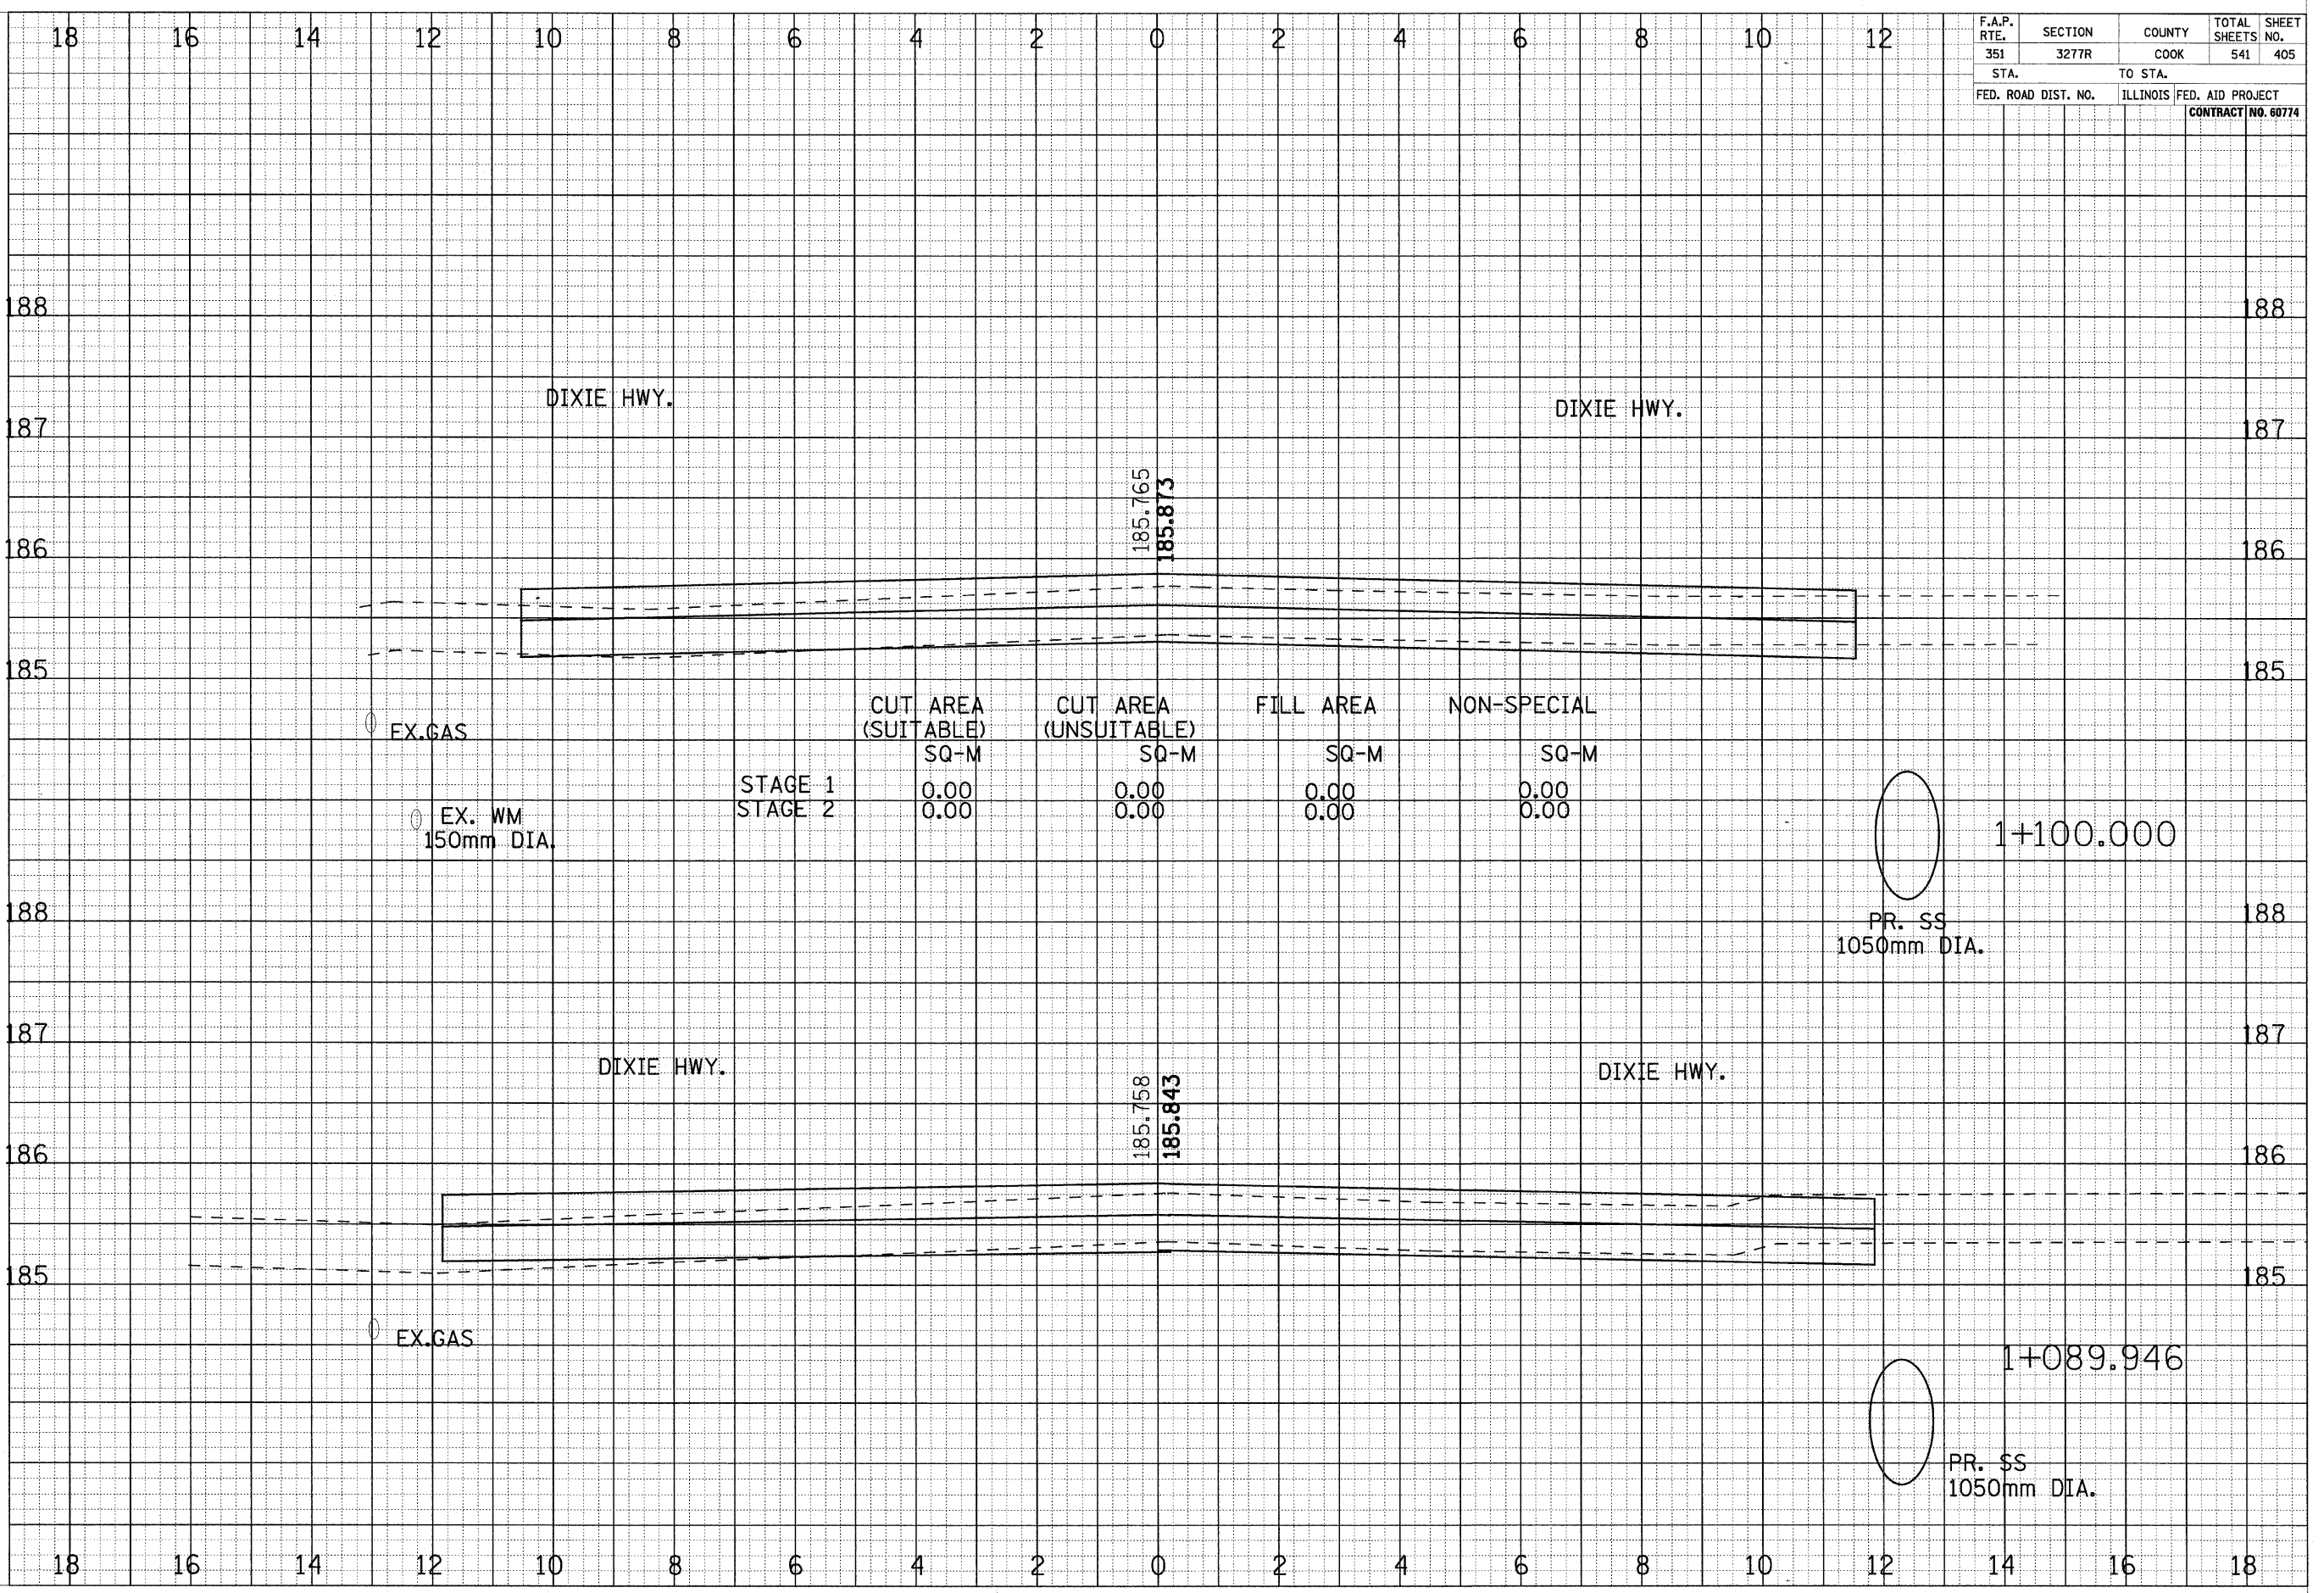 18 16 14 12 10 8 6 4 2 0 2 4 6 8 10 12
F.A.P. RTE. SECTION COUNTY TOTAL SHEETS SHEET NO.
351 3277R COOK 541 405
STA. TO STA.
FED. ROAD DIST. NO. ILLINOIS FED. AID PROJECT
CONTRACT NO. 60774
188 188
DIXIE HWY. DIXIE HWY.
187 187
185.765
185.873
186 186
185 185
CUT AREA CUT AREA FILL AREA NON-SPECIAL
(SUITABLE) (UNSUITABLE)
EX.GAS
SQ-M SQ-M SQ-M SQ-M
STAGE 1 0.00 0.00 0.00 0.00
STAGE 2 0.00 0.00 0.00 0.00
EX. WM
150mm DIA.
1+100.000
188 188
PR. SS
1050mm DIA.
187 187
DIXIE HWY. DIXIE HWY.
185.758
185.843
186 186
185 185
EX.GAS
1+089.946
PR. SS
1050mm DIA.
18 16 14 12 10 8 6 4 2 0 2 4 6 8 10 12 14 16 18